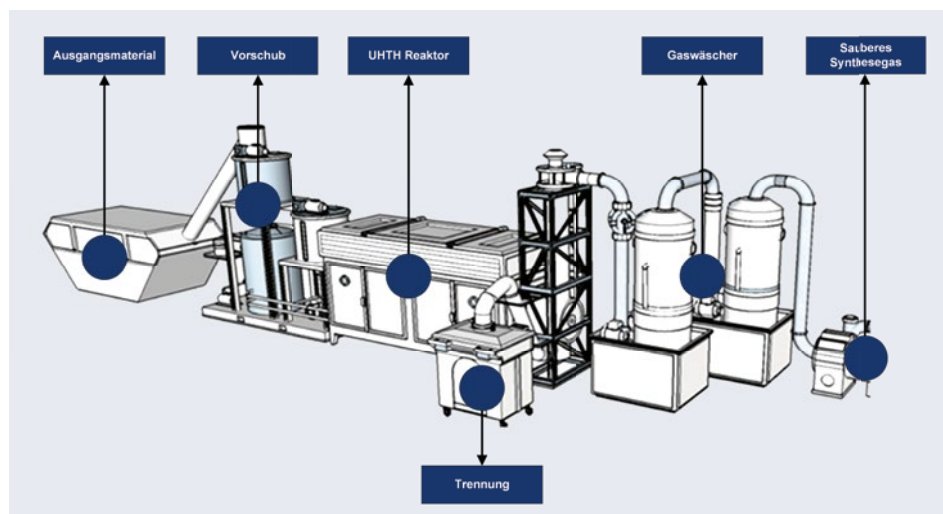 Ausgangsmaterial
Vorschub
UHTH Reaktor
Gaswäscher
Sauberes
Synthesegas
Trennung